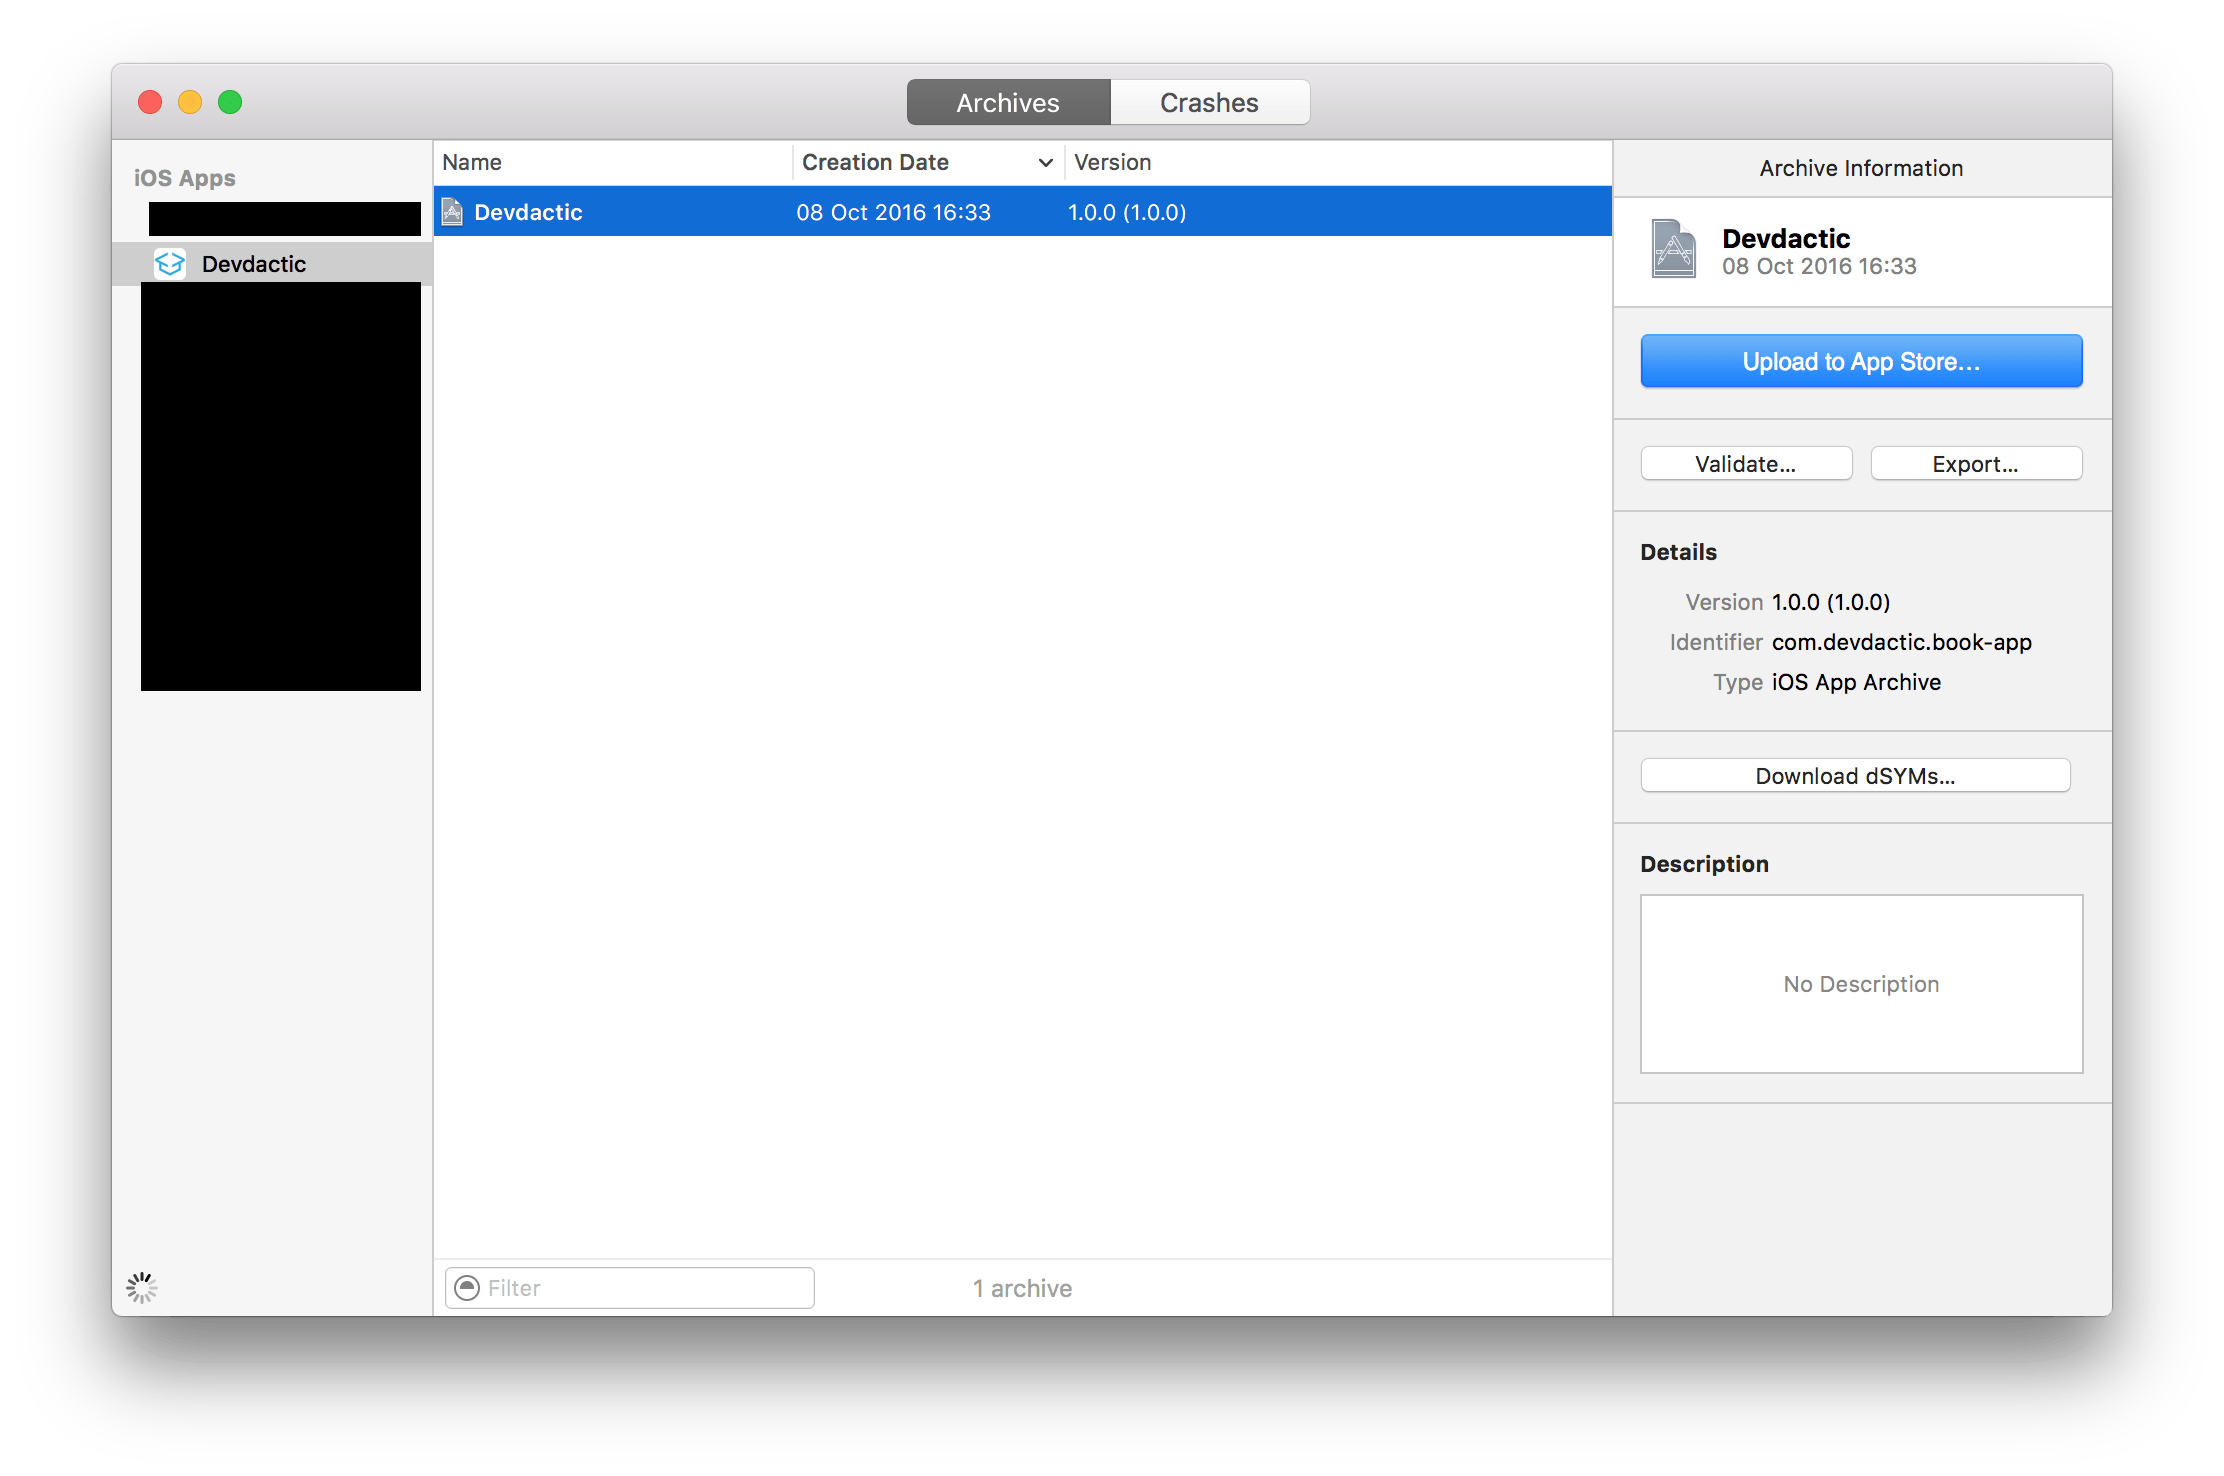 Archives Crashes
iOS Apps
Devdactic
Name Creation Date Version
Devdactic 08 Oct 2016 16:33 1.0.0 (1.0.0)
Filter 1 archive
Archive Information
Devdactic
08 Oct 2016 16:33
Upload to App Store...
Validate... Export...
Details
Version 1.0.0 (1.0.0)
Identifier com.devdactic.book-app
Type iOS App Archive
Download dSYMs...
Description
No Description